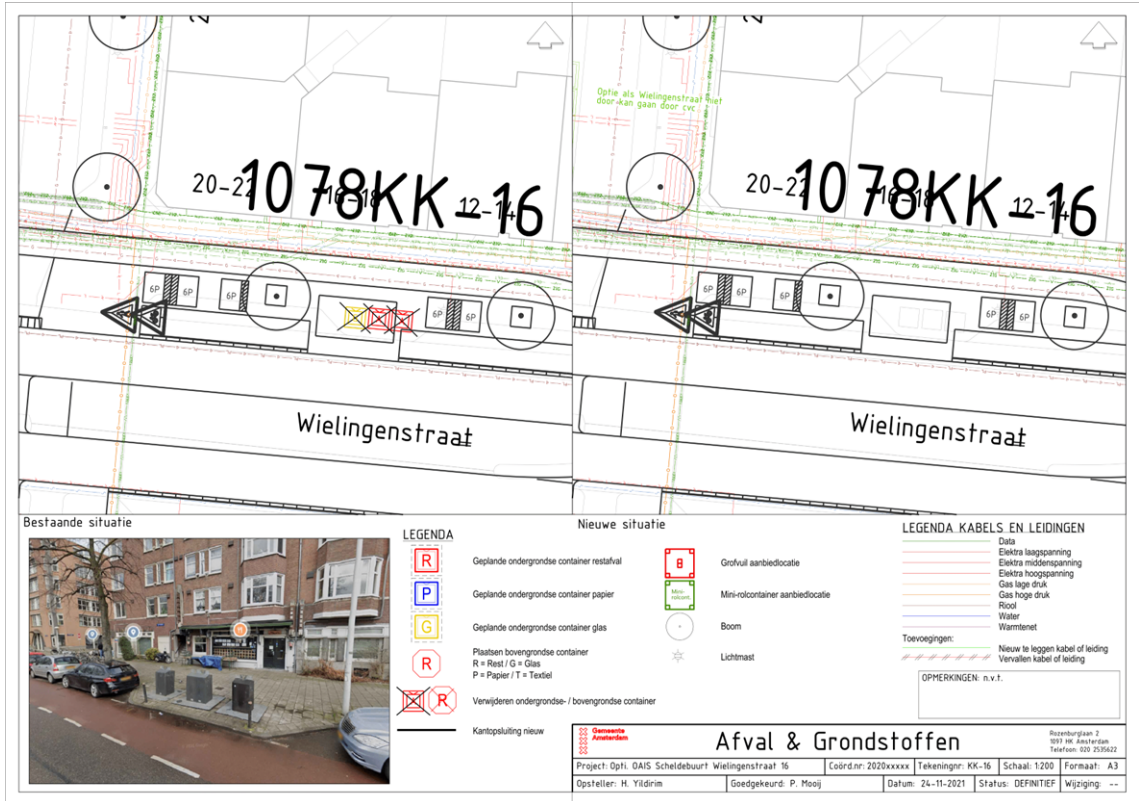 2
2
Optie als Wielingenstraat niet
door kan gaan door cvc
20-22
1078KK-16
16-18
12-14
20-22
1078KK-16
16-18
12-14
6P
6P
6P
6P
6P
6P
6P
6P
6P
6P
Wielingenstraat
Wielingenstraat
Bestaande situatie
Nieuwe situatie
LEGENDA
R
Geplande ondergrondse container restafval
P
Geplande ondergrondse container papier
G
Geplande ondergrondse container glas
R
Plaatsen bovengrondse container
R = Rest / G = Glas
P = Papier / T = Textiel
R
Verwijderen ondergrondse- / bovengrondse container
Kantopsluiting nieuw
Grofvuil aanbiedlocatie
Mini-
rolcont.
Mini-rolcontainer aanbiedlocatie
Boom
Lichtmast
LEGENDA KABELS EN LEIDINGEN
Data
Elektra laagspanning
Elektra middenspanning
Elektra hoogspanning
Gas lage druk
Gas hoge druk
Riool
Water
Warmtenet
Toevoegingen:
Nieuw te leggen kabel of leiding
Vervallen kabel of leiding
OPMERKINGEN: n.v.t.
Gemeente
Amsterdam
Afval & Grondstoffen
Rozenburglaan 2
1097 HK Amsterdam
Telefoon: 020 2535622
Project: Opti. OAIS Scheldebuurt Wielingenstraat 16
Coörd.nr: 2020xxxxx
Tekeningnr: KK-16
Schaal: 1:200
Formaat: A3
Opsteller: H. Yildirim
Goedgekeurd: P. Mooij
Datum: 24-11-2021
Status: DEFINITIEF
Wijziging: --